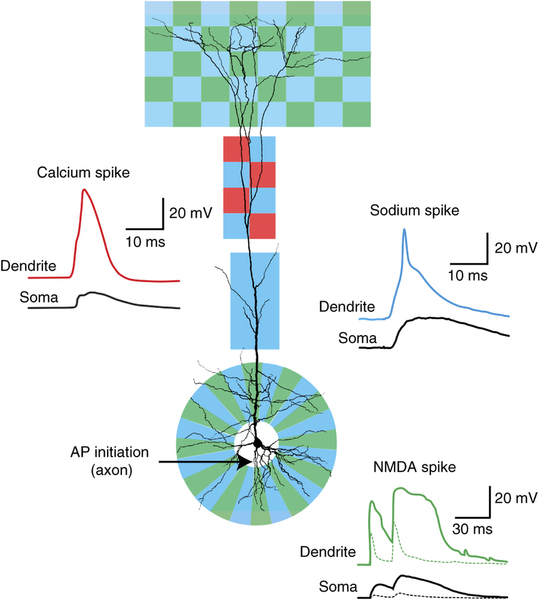 Calcium spike
20 mV
10 ms
Dendrite
Soma
Sodium spike
20 mV
10 ms
Dendrite
Soma
AP initiation
(axon)
NMDA spike
20 mV
30 ms
Dendrite
Soma